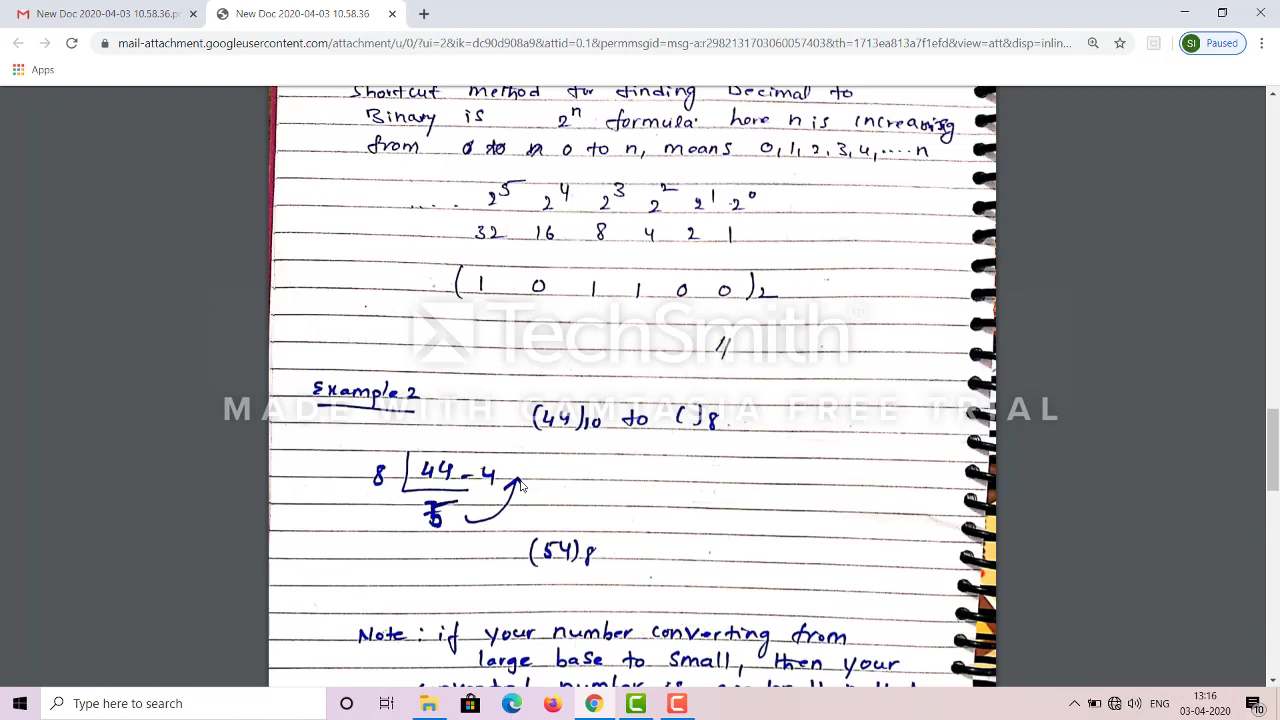 New Doc 2020-04-03 10.58.36.pd
New Doc 2020-04-03 10.58.36
mail-attachment.googleusercontent.com/attachment/u/0/?ui=2&ik=dc90d908a9&attid=0.1&permmsgid=msg-a:r2982131703060057403&th=1713ea813a7f1efd&view=att&disp=inlin...
Paused
Apps
Shortcut method for finding Decimal to
Binary is 2ⁿ formula. here n is increasing
from 0 to n, means 0, 1, 2, 3, 4, .... n
.... 2⁵ 2⁴ 2³ 2² 2¹ 2⁰
32 16 8 4 2 1
(1 0 1 1 0 0)₂
TechSmith
4
Example 2
MADE WITH CAMTASIA FREE TRIAL
(44)₁₀ to ( )₈.
8 44 - 4
5
(54)₈
Note: if your number converting from
large base to small, then your
Type here to search
13:26
03-04-2020